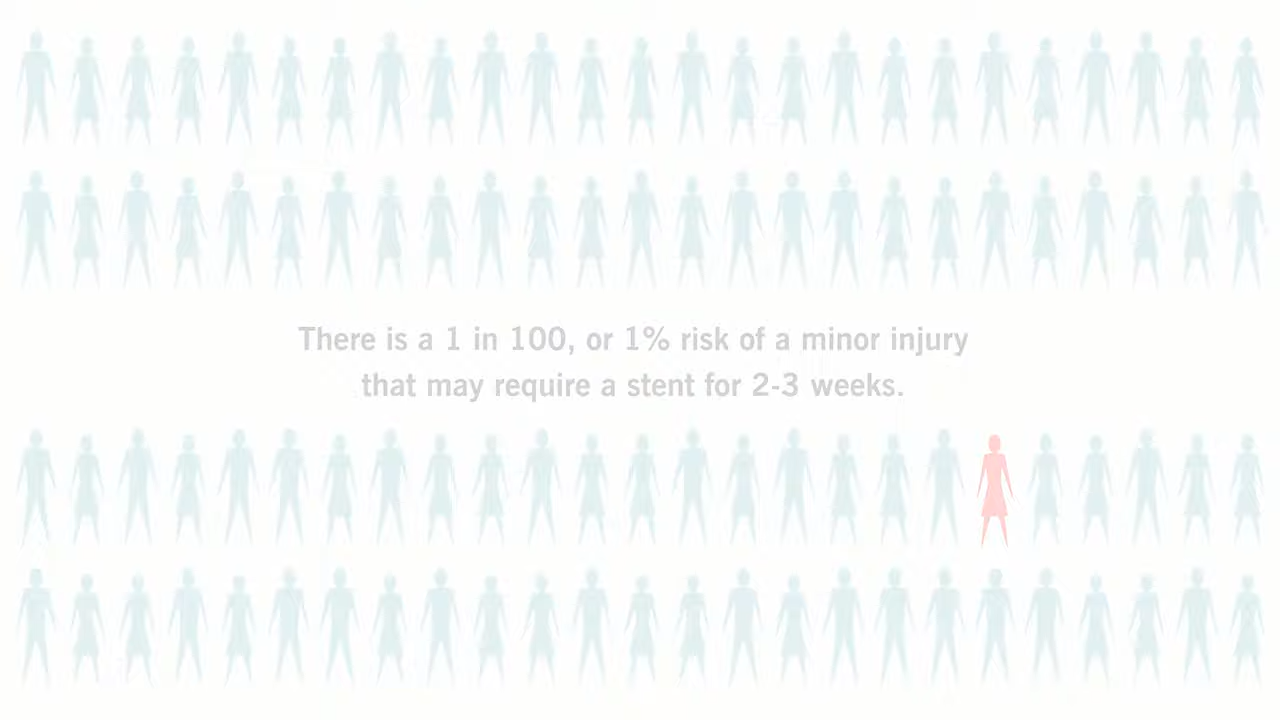 There is a 1 in 100, or 1% risk of a minor injury
that may require a stent for 2-3 weeks.